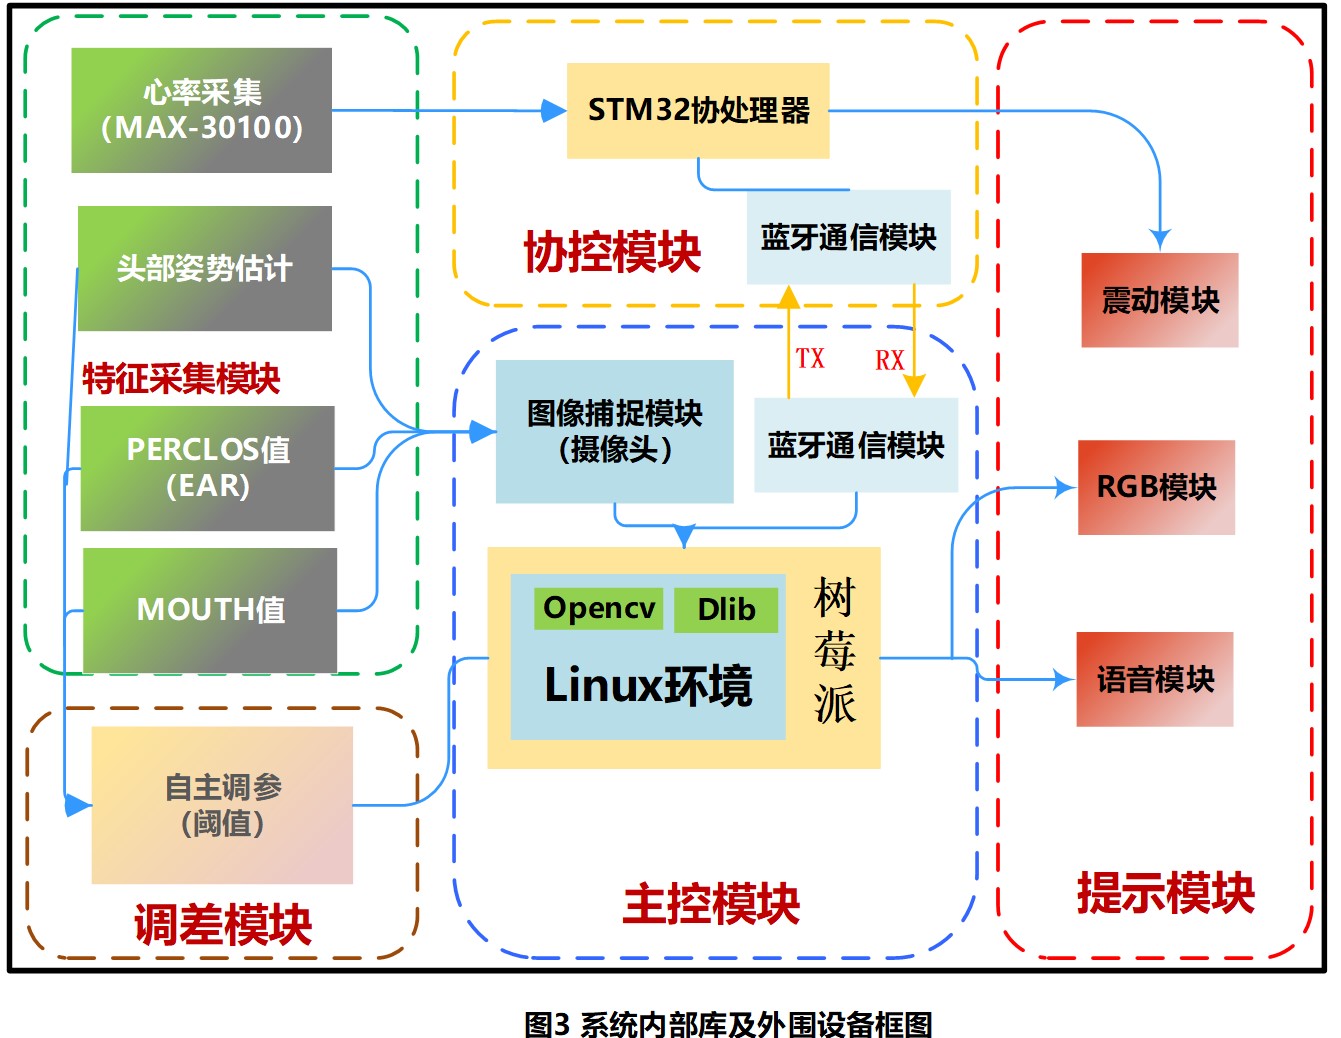 心率采集
(MAX-30100)
头部姿势估计
特征采集模块
PERCLOS值
(EAR)
MOUTH值
自主调参
(阈值)
调差模块
STM32协处理器
协控模块
蓝牙通信模块
TX
RX
图像捕捉模块
(摄像头)
蓝牙通信模块
Opencv
Dlib
Linux环境
树莓派
主控模块
震动模块
RGB模块
语音模块
提示模块
图3 系统内部库及外围设备框图